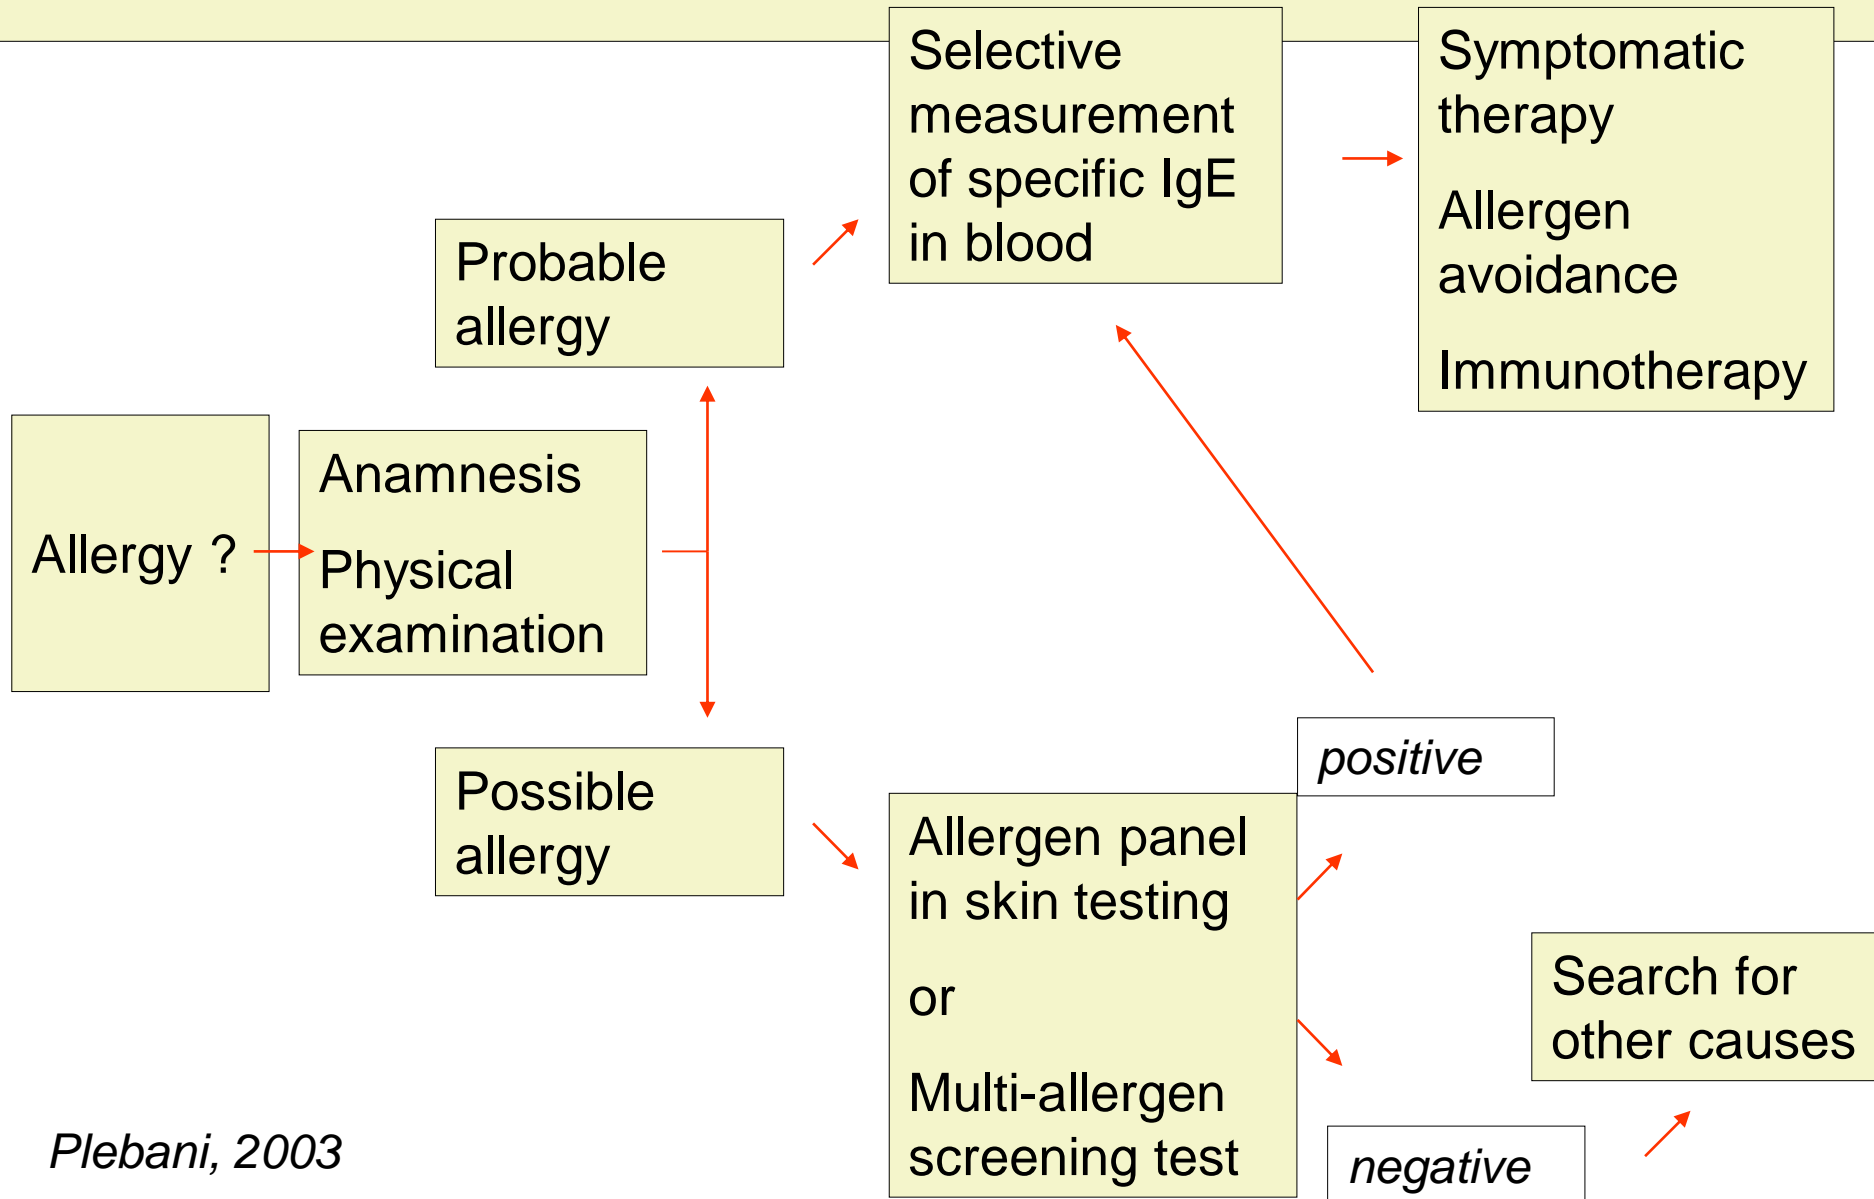 Allergy ?
Anamnesis
Physical
examination
Probable
allergy
Possible
allergy
Selective
measurement
of specific IgE
in blood
Symptomatic
therapy
Allergen
avoidance
Immunotherapy
Allergen panel
in skin testing
or
Multi-allergen
screening test
positive
negative
Search for
other causes
Plebani, 2003